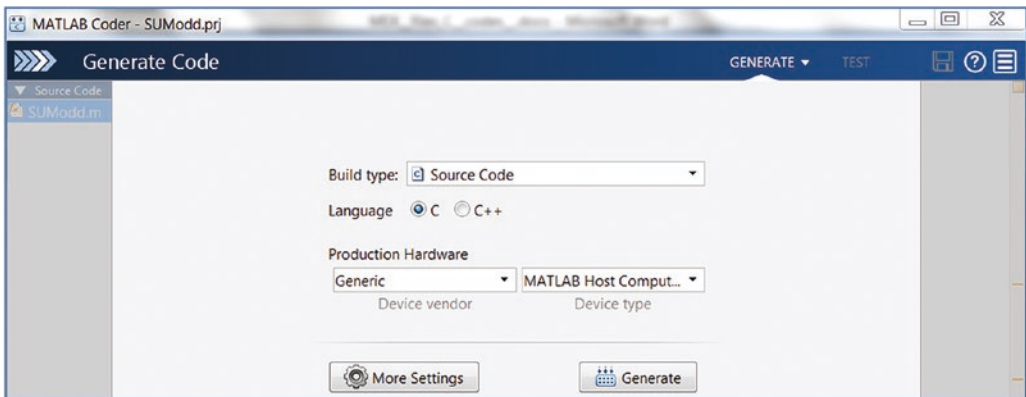 MATLAB Coder - SUModd.prj
Generate Code
GENERATE
TEST
Source Code
SUModd.m
Build type: Source Code
Language C C++
Production Hardware
Generic MATLAB Host Comput...
Device vendor Device type
More Settings Generate